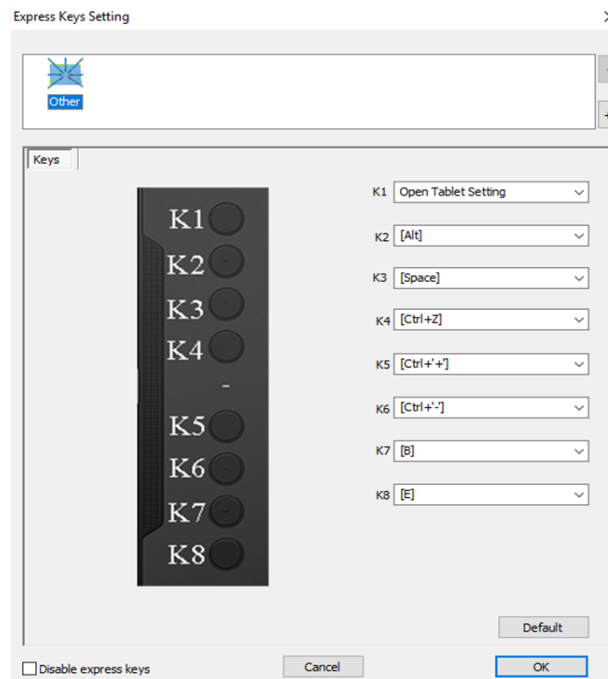 Express Keys Setting
Other
Keys
K1 Open Tablet Setting
K2 [Alt]
K3 [Space]
K4 [Ctrl+Z]
K5 [Ctrl+'+']
K6 [Ctrl+'-']
K7 [B]
K8 [E]
K1
K2
K3
K4
-
K5
K6
K7
K8
Default
Disable express keys
Cancel
OK